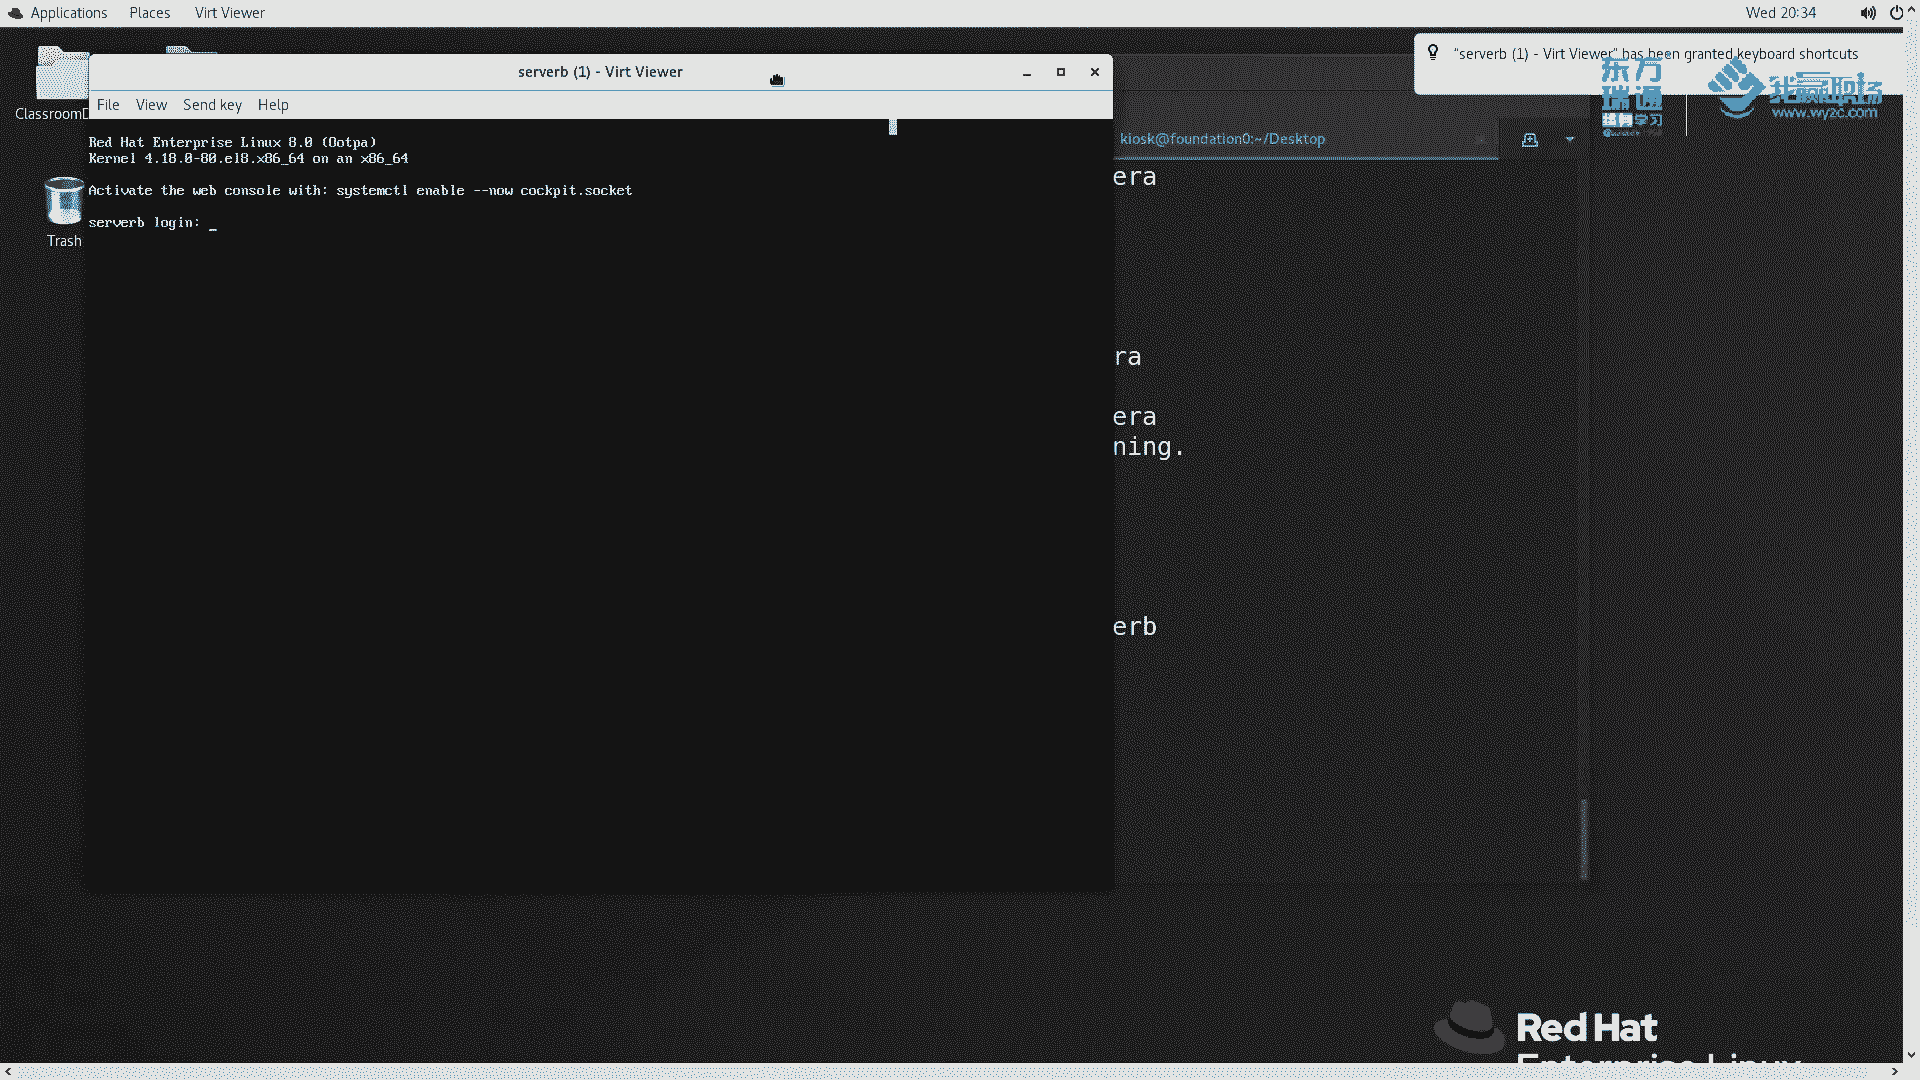 Applications Places Virt Viewer Wed 20:34
"serverb (1) - Virt Viewer" has been granted keyboard shortcuts
serverb (1) - Virt Viewer
File View Send key Help
Red Hat Enterprise Linux 8.0 (Ootpa)
Kernel 4.18.0-80.el8.x86_64 on an x86_64
Activate the web console with: systemctl enable --now cockpit.socket
serverb login: _
Trash
kiosk@foundation0:~/Desktop
era
ra
era
ning.
erb
东方
瑞通
学习
www.wyzc.com
Red Hat
Enterprise Linux